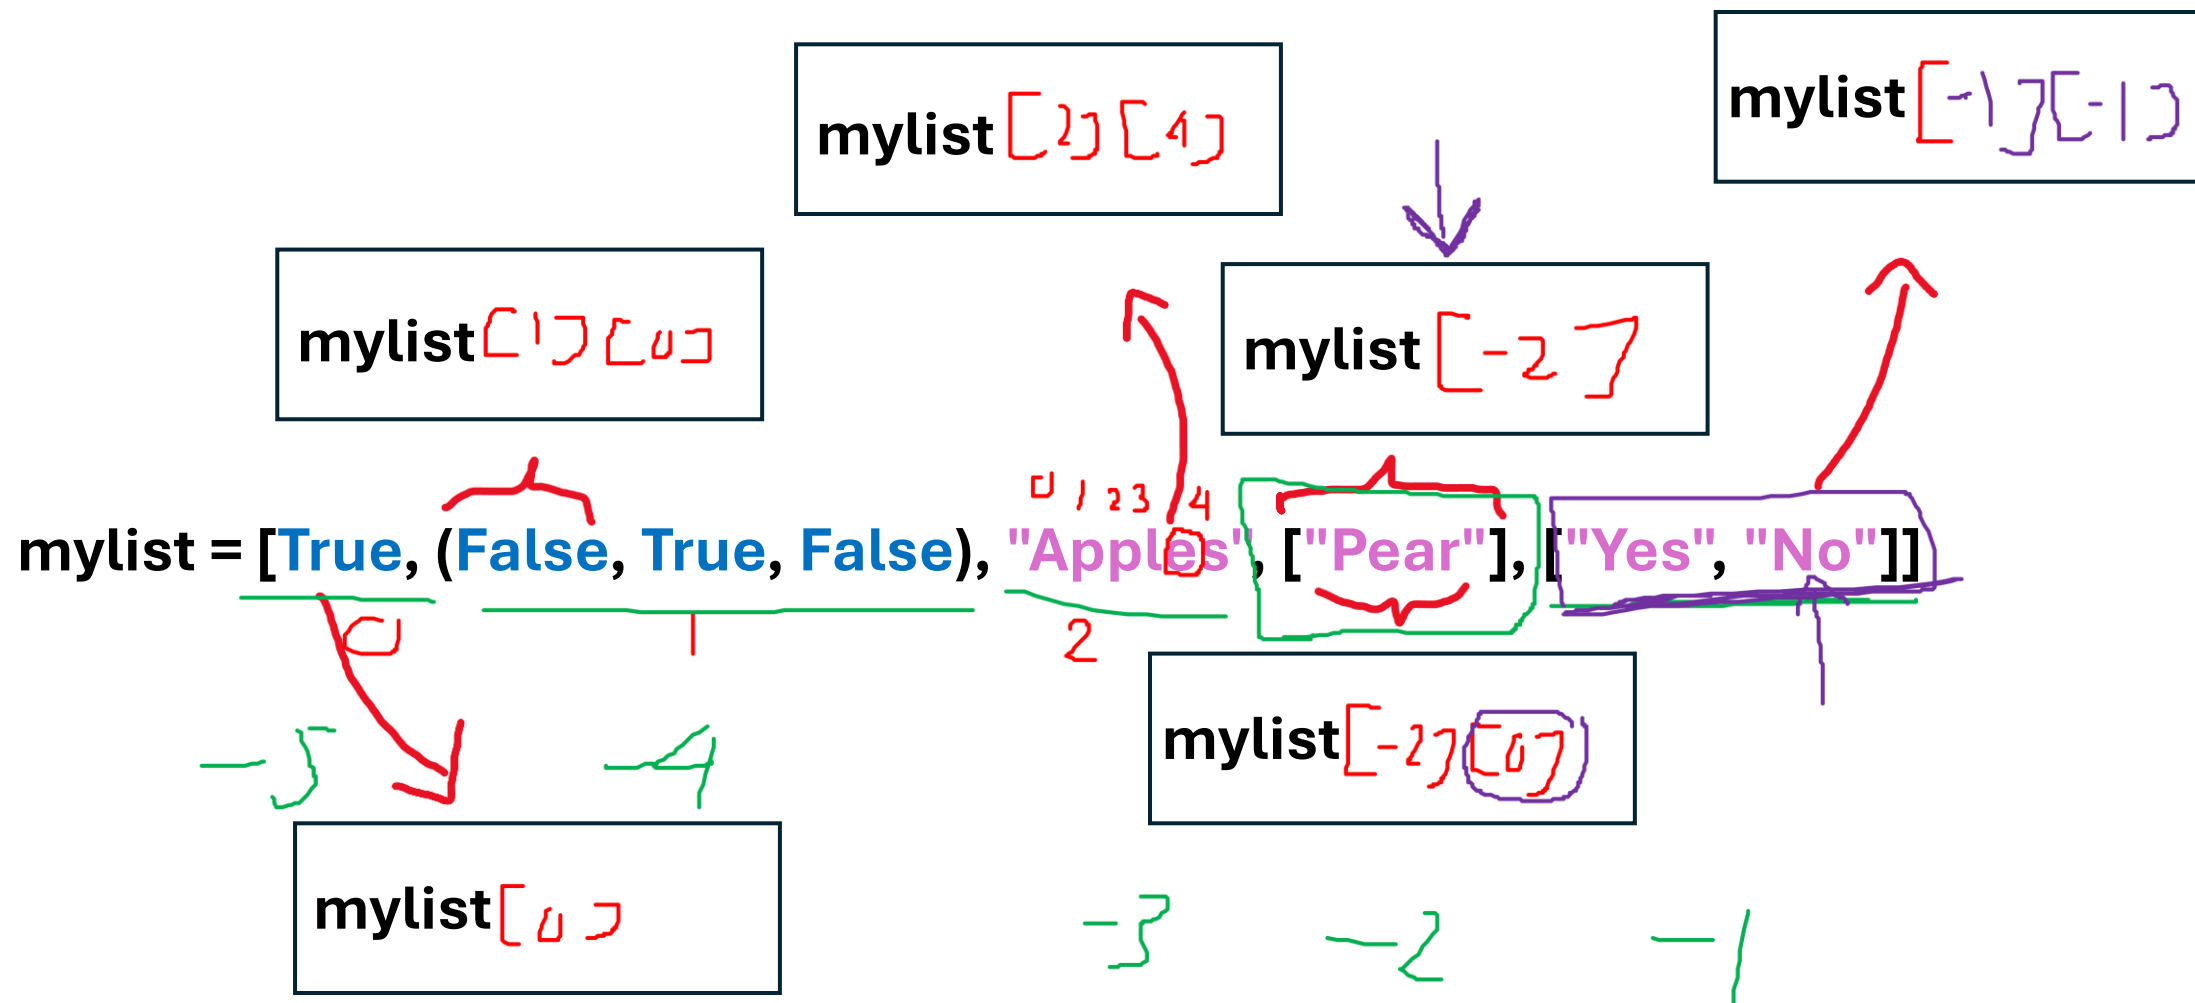 mylist[-1][-1]
mylist[2][4]
mylist[1][0]
mylist[-2]
0 1 2 3 4
mylist = [True, (False, True, False), "Apples", ["Pear"], ["Yes", "No"]]
0 1 2
mylist[-2][0]
-5 -4
mylist[0]
-3 -2 -1